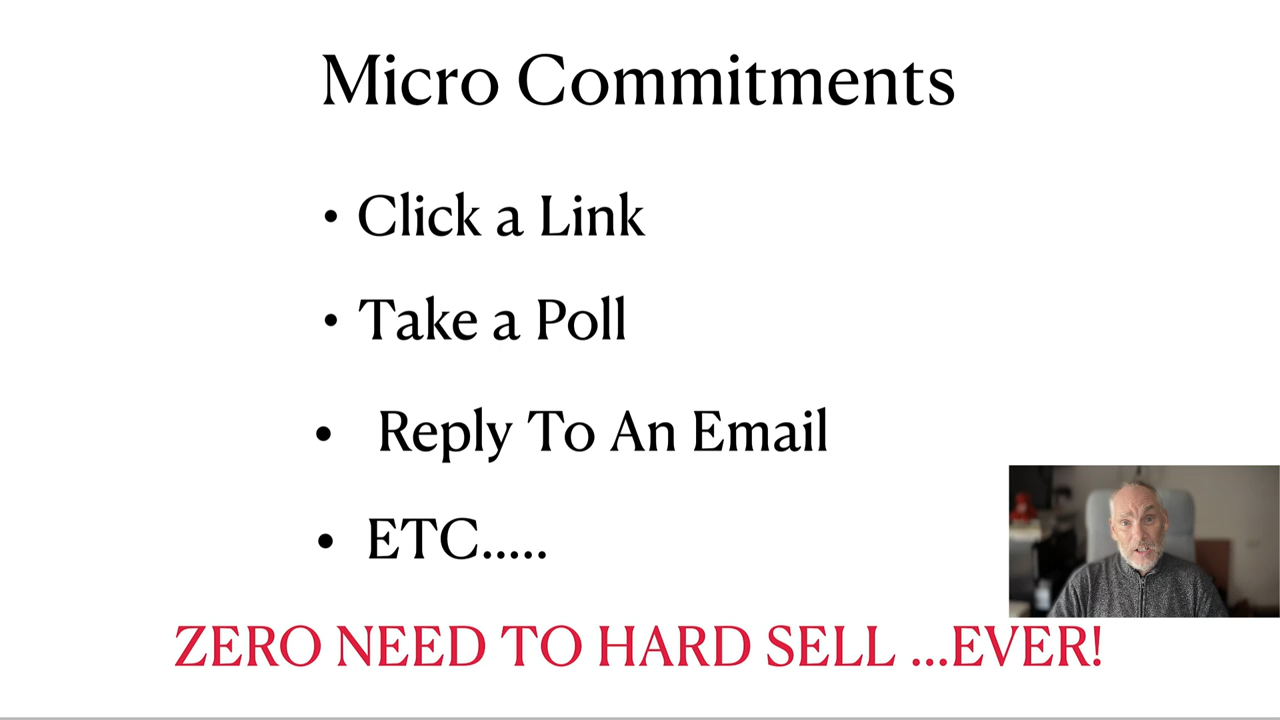 Micro Commitments
• Click a Link
• Take a Poll
• Reply To An Email
• ETC.....
ZERO NEED TO HARD SELL ...EVER!